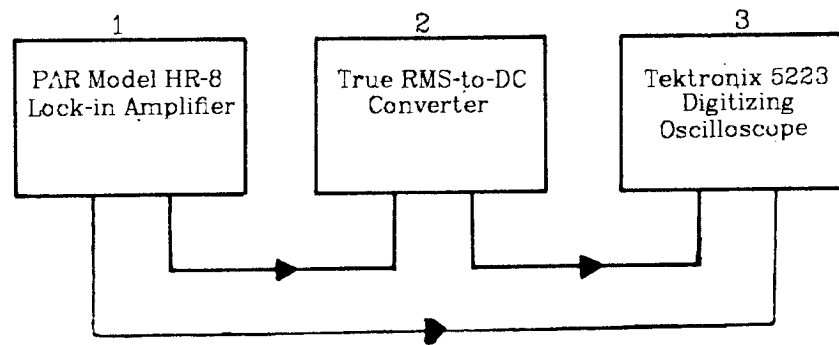 1
PAR Model HR-8
Lock-in Amplifier
2
True RMS-to-DC
Converter
3
Tektronix 5223
Digitizing
Oscilloscope